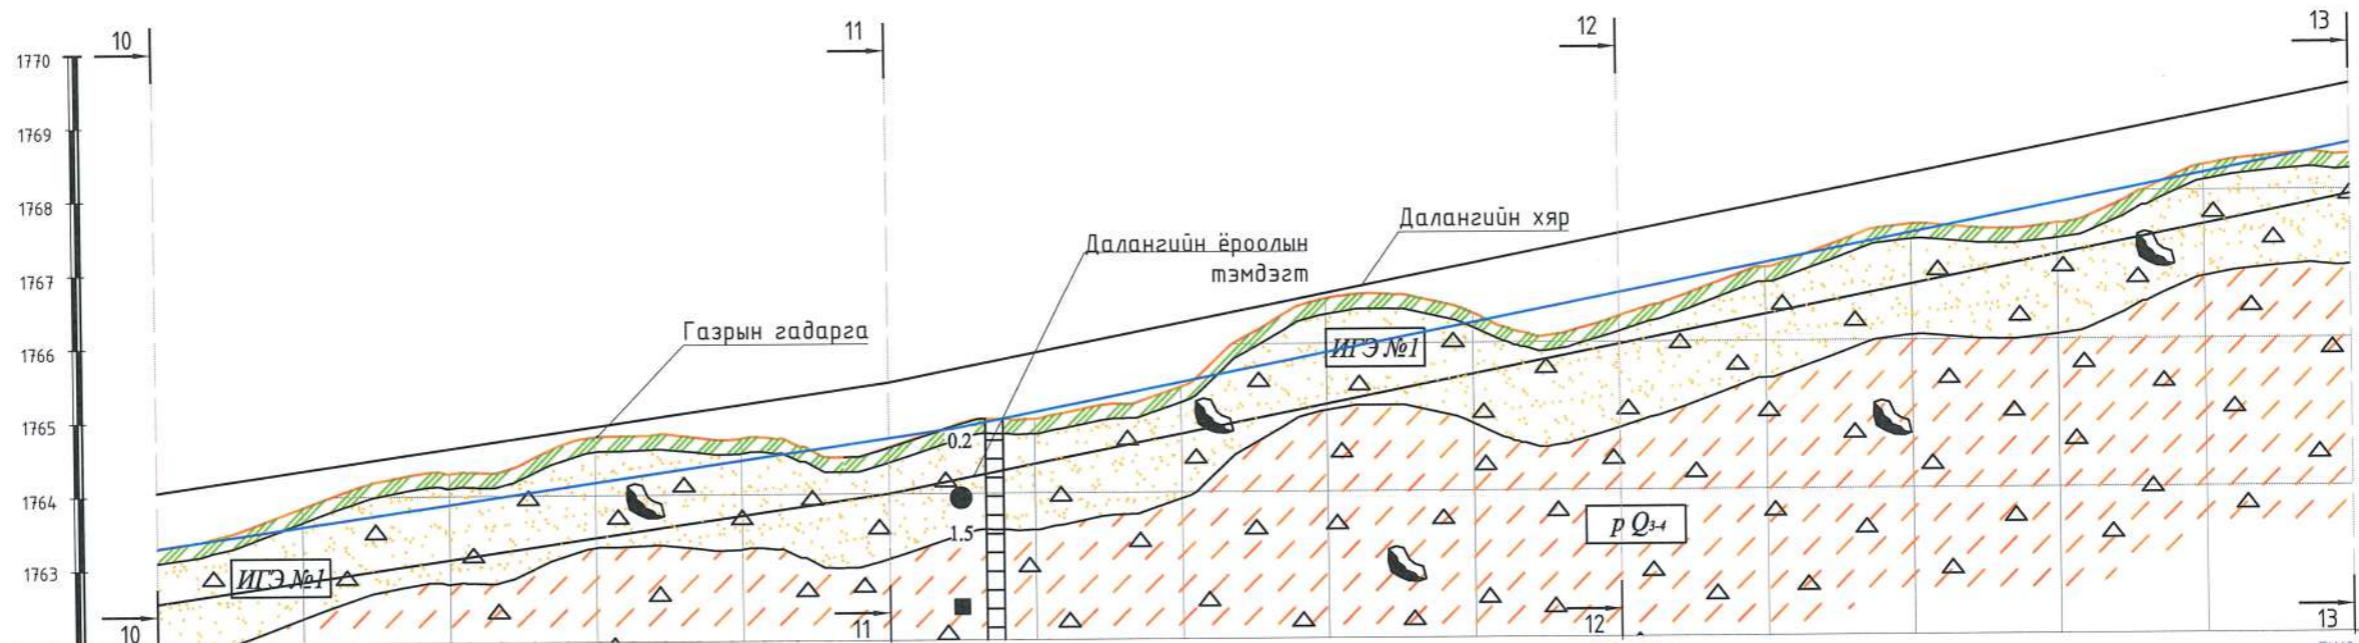 10
11
12
13
1770
1769
1768
1767
1766
1765
1764
1763
Далангийн хяр
Далангийн ёроолын
тэмдэгт
Газрын гадарга
ИГЭ №1
0.2
1.5
p Q3-4
ИГЭ №1
10
11
12
13